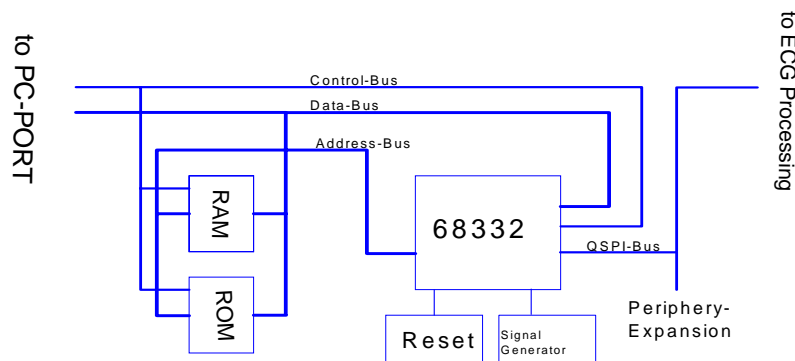 to PC-PORT
to ECG Processing
Control-Bus
Data-Bus
Address-Bus
RAM
68332
QSPI-Bus
ROM
Periphery-
Expansion
Reset
Signal
Generator